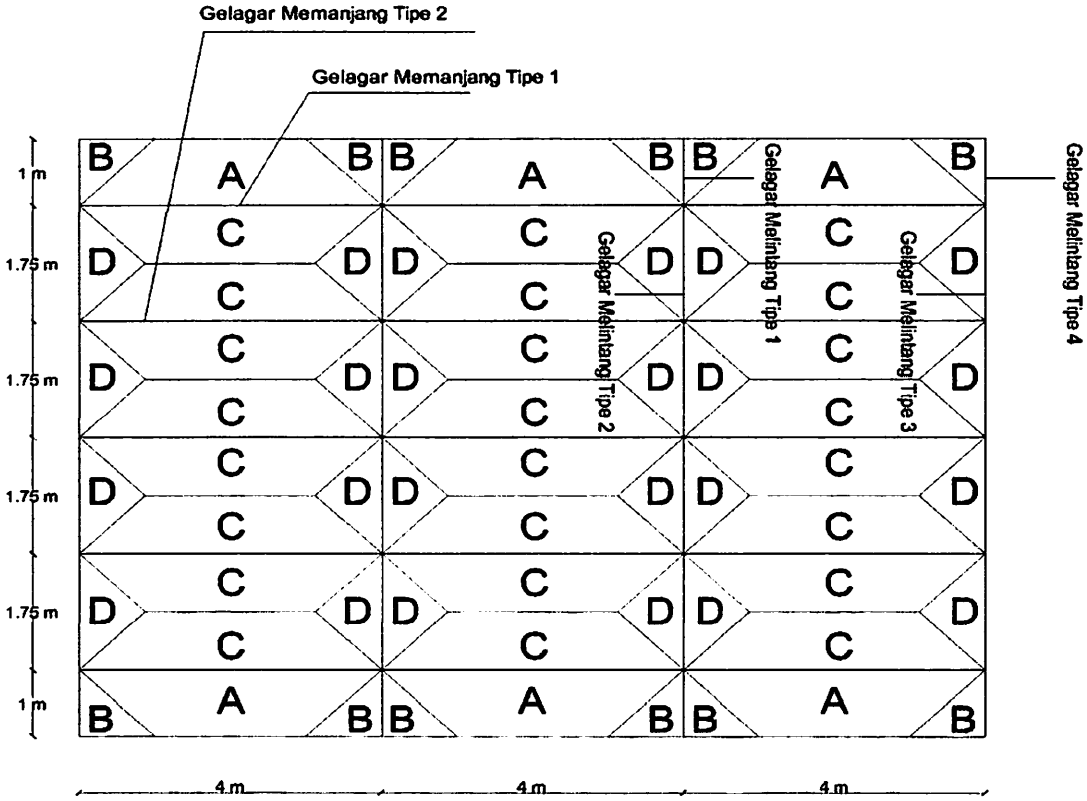 Gelagar Memanjang Tipe 2
Gelagar Memanjang Tipe 1
1 m
B B B B B B
A A A
Gelagar Melintang Tipe 1
Gelagar Melintang Tipe 4
C C C
1.75 m
D D D D D D
Gelagar Melintang Tipe 2
Gelagar Melintang Tipe 3
C C C
C C C
1.75 m
D D D D D D
C C C
C C C
1.75 m
D D D D D D
C C C
C C C
1.75 m
D D D D D D
C C C
1 m
A A A
B B B B B B
4 m 4 m 4 m